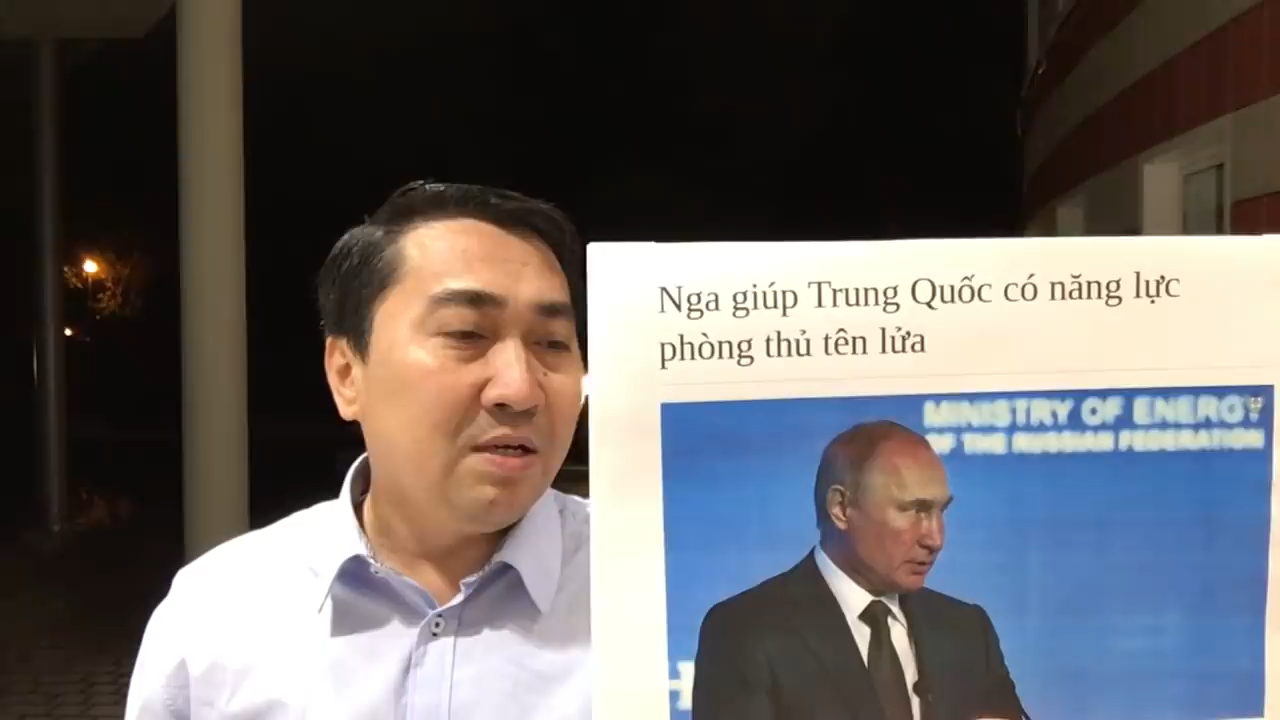 Nga giúp Trung Quốc có năng lực
phòng thủ tên lửa
MINISTRY OF ENERGY
OF THE RUSSIAN FEDERATION